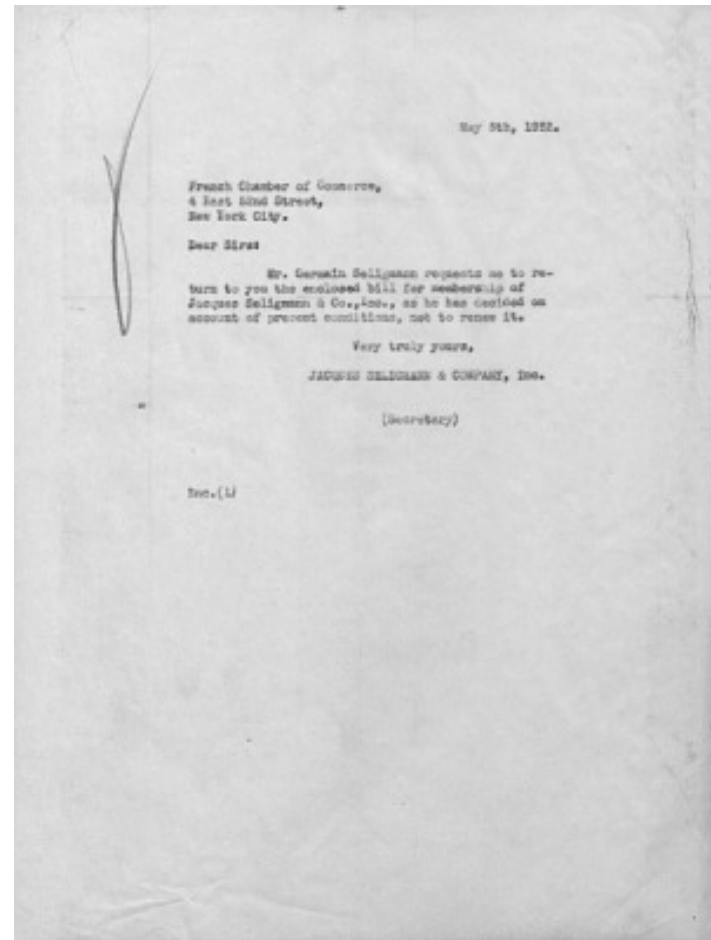 May 5th, 1932.
French Chamber of Commerce,
4 East 52nd Street,
New York City.
Dear Sirs:
Mr. Germain Seligmann requests me to re-
turn to you the enclosed bill for membership of
Jacques Seligmann & Co.,Inc., as he has decided on
account of present conditions, not to renew it.
Very truly yours,
JACQUES SELIGMANN & COMPANY, Inc.
(Secretary)
Enc.(1)